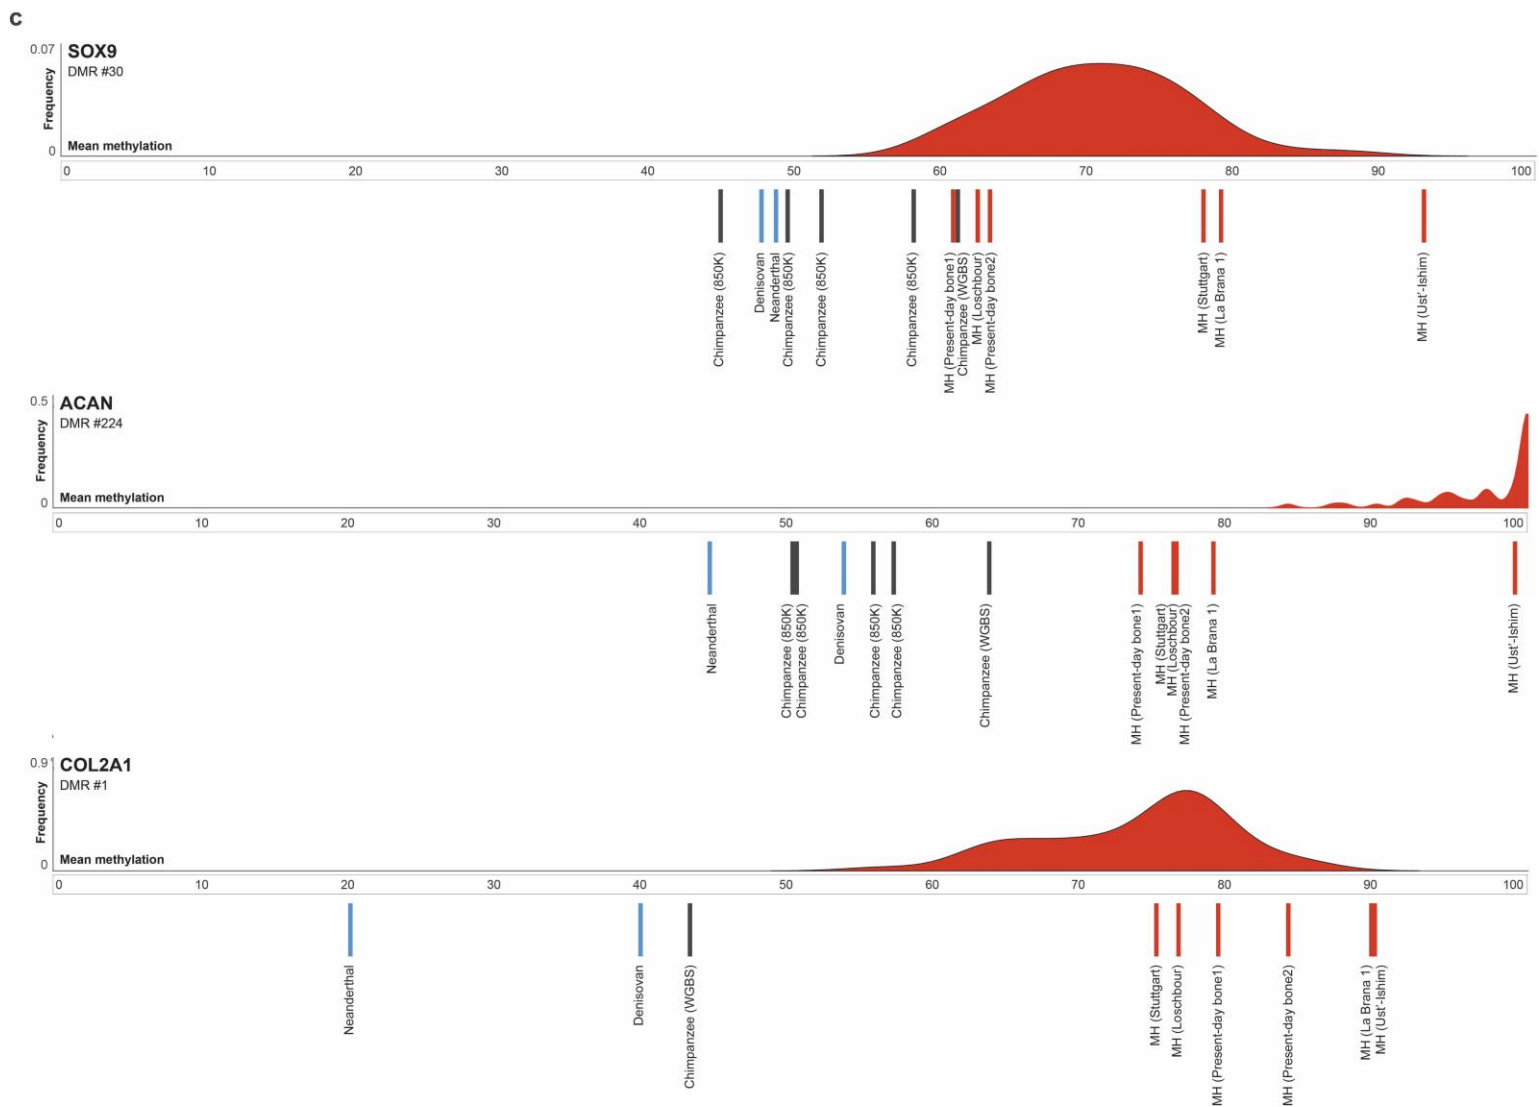 c
0.07
SOX9
DMR #30
Frequency
0
Mean methylation
0 10 20 30 40 50 60 70 80 90 100
Chimpanzee (850K)
Denisovan
Neanderthal
Chimpanzee (850K)
Chimpanzee (850K)
Chimpanzee (850K)
MH (Present-day bone1)
Chimpanzee (WGBS)
MH (Loschbour)
MH (Present-day bone2)
MH (Stuttgart)
MH (La Brana 1)
MH (Ust'-Ishim)
0.5
ACAN
DMR #224
Frequency
0
Mean methylation
0 10 20 30 40 50 60 70 80 90 100
Neanderthal
Chimpanzee (850K)
Chimpanzee (850K)
Denisovan
Chimpanzee (850K)
Chimpanzee (850K)
Chimpanzee (WGBS)
MH (Present-day bone1)
MH (Stuttgart)
MH (Loschbour)
MH (Present-day bone2)
MH (La Brana 1)
MH (Ust'-Ishim)
0.9
COL2A1
DMR #1
Frequency
0
Mean methylation
0 10 20 30 40 50 60 70 80 90 100
Neanderthal
Denisovan
Chimpanzee (WGBS)
MH (Stuttgart)
MH (Loschbour)
MH (Present-day bone1)
MH (Present-day bone2)
MH (La Brana 1)
MH (Ust'-Ishim)